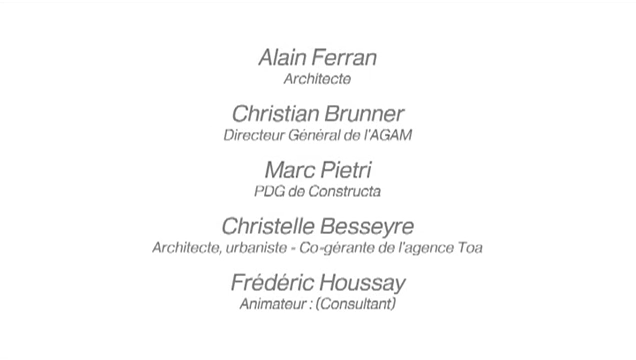 Alain Ferran
Architecte
Christian Brunner
Directeur Général de l'AGAM
Marc Pietri
PDG de Constructa
Christelle Besseyre
Architecte, urbaniste - Co-gérante de l'agence Toa
Frédéric Houssay
Animateur : (Consultant)